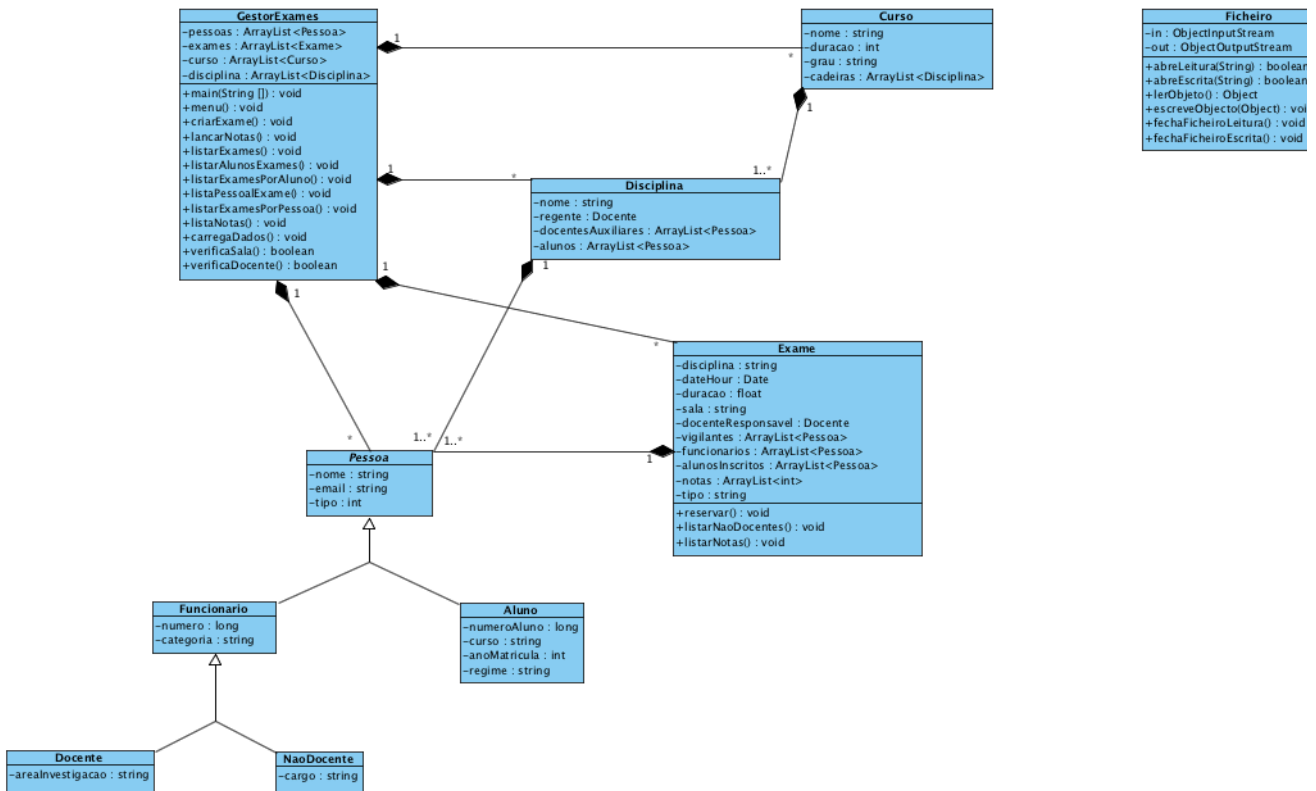 GestorExames
-pessoas : ArrayList<Pessoa>
-exames : ArrayList<Exame>
-curso : ArrayList<Curso>
-disciplina : ArrayList<Disciplina>
+main(String []) : void
+menu() : void
+criarExame() : void
+lancarNotas() : void
+listarExames() : void
+listarAlunosExames() : void
+listarExamesPorAluno() : void
+listaPessoalExame() : void
+listarExamesPorPessoa() : void
+listaNotas() : void
+carregaDados() : void
+verificaSala() : boolean
+verificaDocente() : boolean
1
*
Curso
-nome : string
-duracao : int
-grau : string
-cadeiras : ArrayList<Disciplina>
1
1..*
Ficheiro
-in : ObjectInputStream
-out : ObjectOutputStream
+abreLeitura(String) : boolean
+abreEscrita(String) : boolean
+lerObjeto() : Object
+escreveObjecto(Object) : voi
+fechaFicheiroLeitura() : void
+fechaFicheiroEscrita() : void
1
*
Disciplina
-nome : string
-regente : Docente
-docentesAuxiliares : ArrayList<Pessoa>
-alunos : ArrayList<Pessoa>
1
1
*
1
*
Exame
-disciplina : string
-dateHour : Date
-duracao : float
-sala : string
-docenteResponsavel : Docente
-vigilantes : ArrayList<Pessoa>
-funcionarios : ArrayList<Pessoa>
-alunosInscritos : ArrayList<Pessoa>
-notas : ArrayList<int>
-tipo : string
+reservar() : void
+listarNaoDocentes() : void
+listarNotas() : void
1..*
1..*
1
Pessoa
-nome : string
-email : string
-tipo : int
Funcionario
-numero : long
-categoria : string
Aluno
-numeroAluno : long
-curso : string
-anoMatricula : int
-regime : string
Docente
-areaInvestigacao : string
NaoDocente
-cargo : string